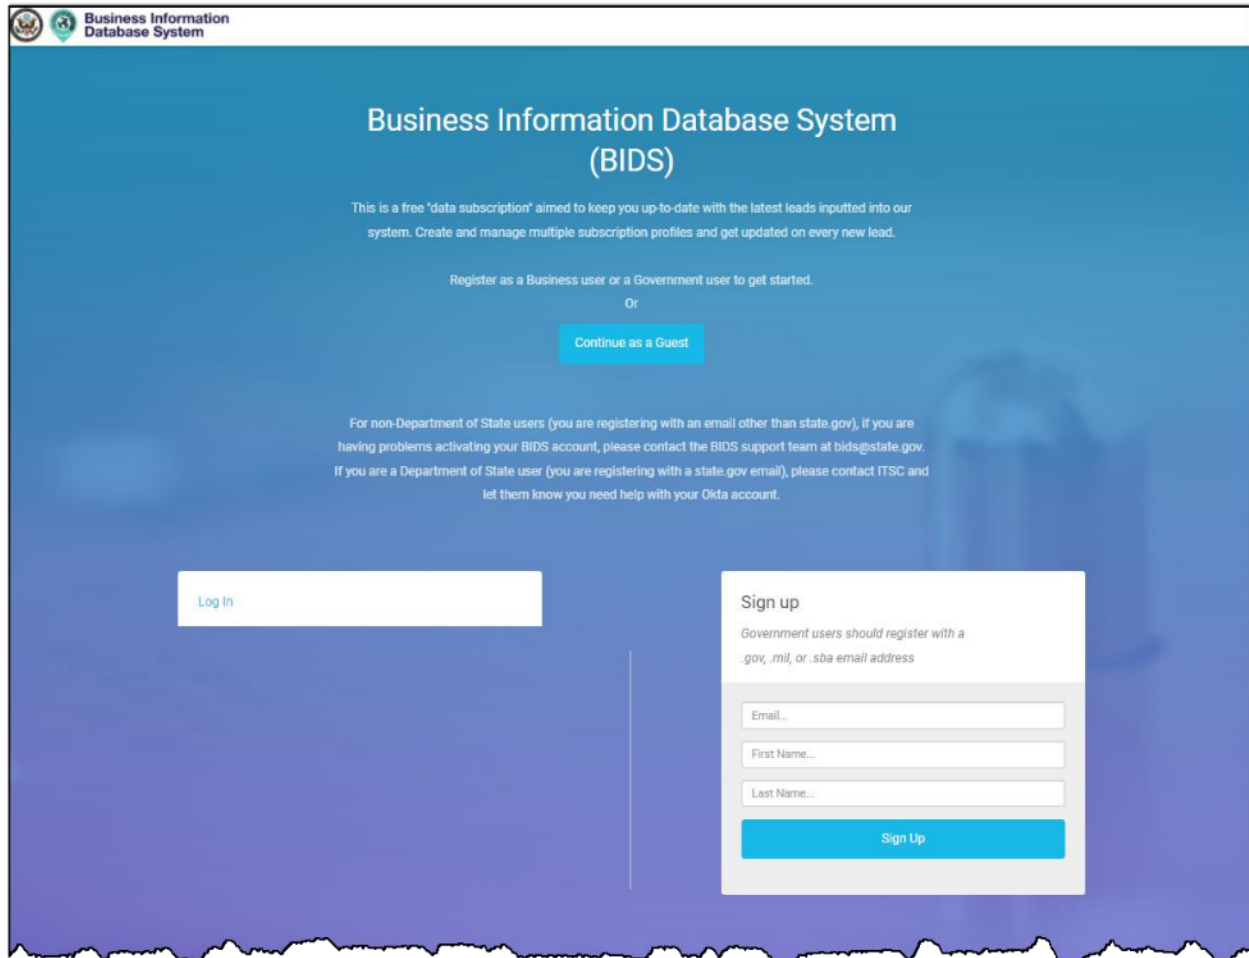 Business Information
Database System
Business Information Database System
(BIDS)
This is a free "data subscription" aimed to keep you up-to-date with the latest leads inputted into our
system. Create and manage multiple subscription profiles and get updated on every new lead.
Register as a Business user or a Government user to get started.
Or
Continue as a Guest
For non-Department of State users (you are registering with an email other than state.gov), if you are
having problems activating your BIDS account, please contact the BIDS support team at bids@state.gov.
If you are a Department of State user (you are registering with a state.gov email), please contact ITSC and
let them know you need help with your Okta account.
Log In
Sign up
Government users should register with a
.gov, .mil, or .sba email address
Email...
First Name...
Last Name...
Sign Up